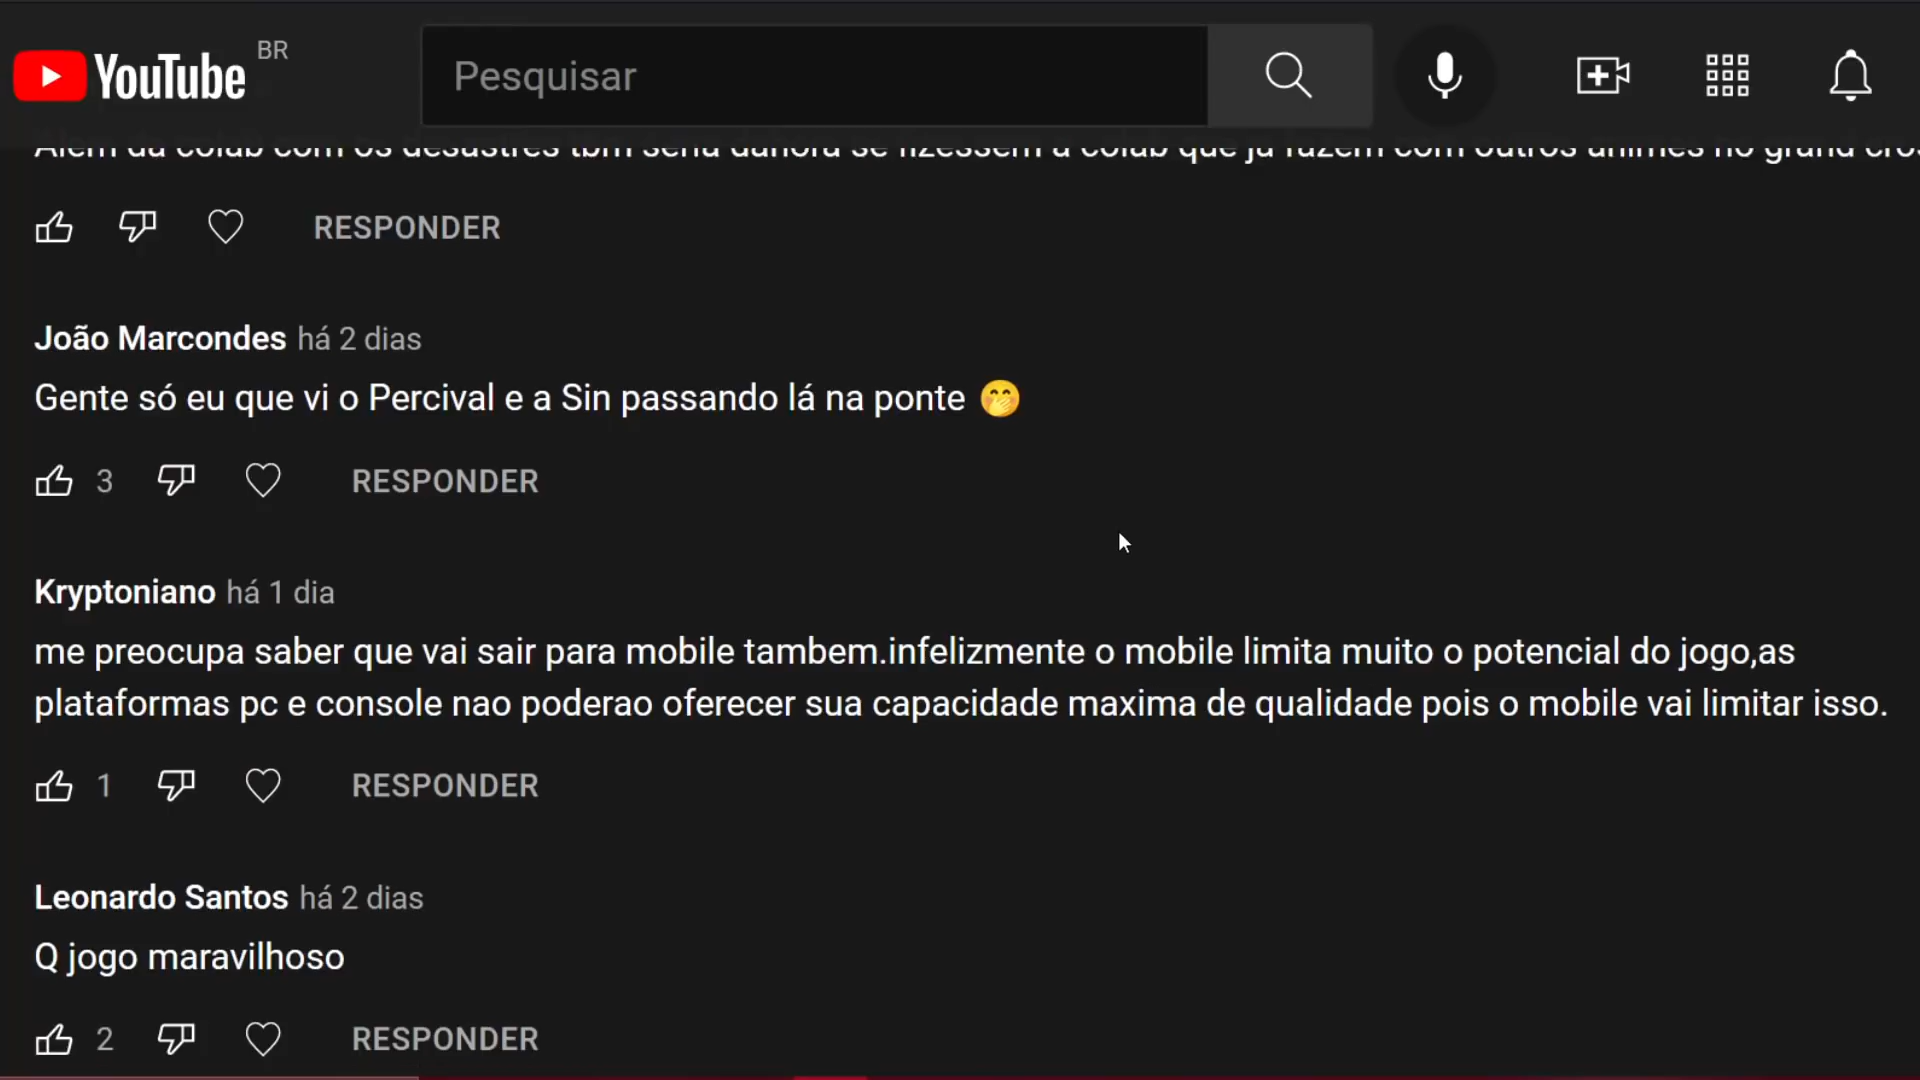 YouTube BR
Pesquisar
Além da colab com os desastres tbm seria dahora se fizessem a colab que já fazem com outros animes no grand
RESPONDER
João Marcondes há 2 dias
Gente só eu que vi o Percival e a Sin passando lá na ponte 🤭
3 RESPONDER
Kryptoniano há 1 dia
me preocupa saber que vai sair para mobile tambem.infelizmente o mobile limita muito o potencial do jogo,as
plataformas pc e console nao poderao oferecer sua capacidade maxima de qualidade pois o mobile vai limitar isso.
1 RESPONDER
Leonardo Santos há 2 dias
Q jogo maravilhoso
2 RESPONDER